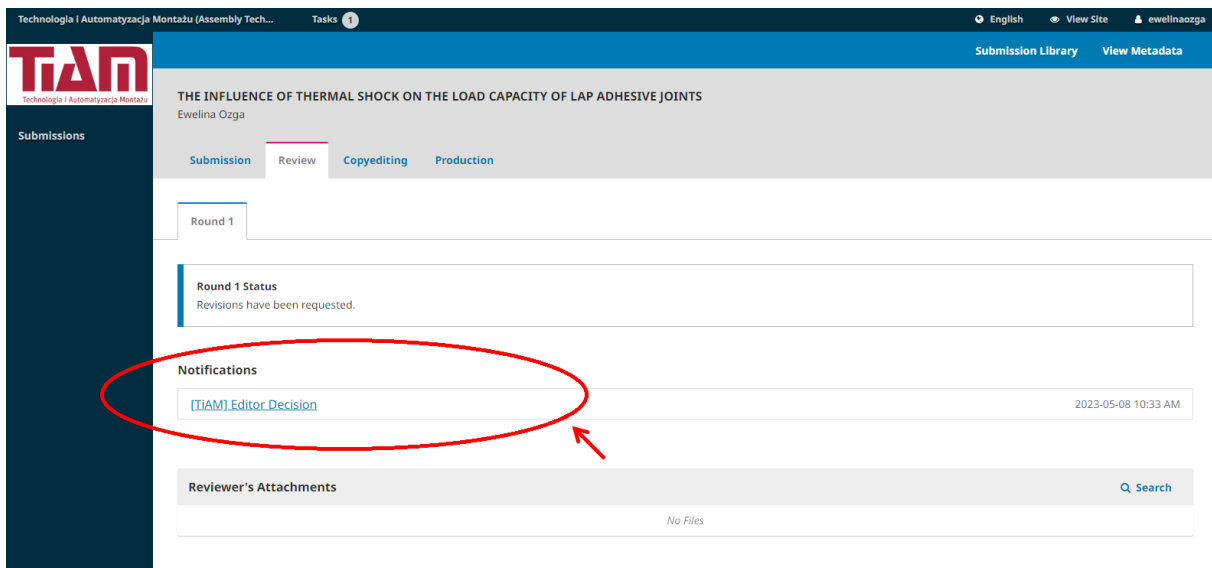 Technologia i Automatyzacja Montażu (Assembly Tech... Tasks 1 English View Site ewelinaozga
Submission Library View Metadata
TiAM
Technologia i Automatyzacja Montażu
Submissions
THE INFLUENCE OF THERMAL SHOCK ON THE LOAD CAPACITY OF LAP ADHESIVE JOINTS
Ewelina Ozga
Submission Review Copyediting Production
Round 1
Round 1 Status
Revisions have been requested.
Notifications
[TiAM] Editor Decision 2023-05-08 10:33 AM
Reviewer's Attachments Search
No Files